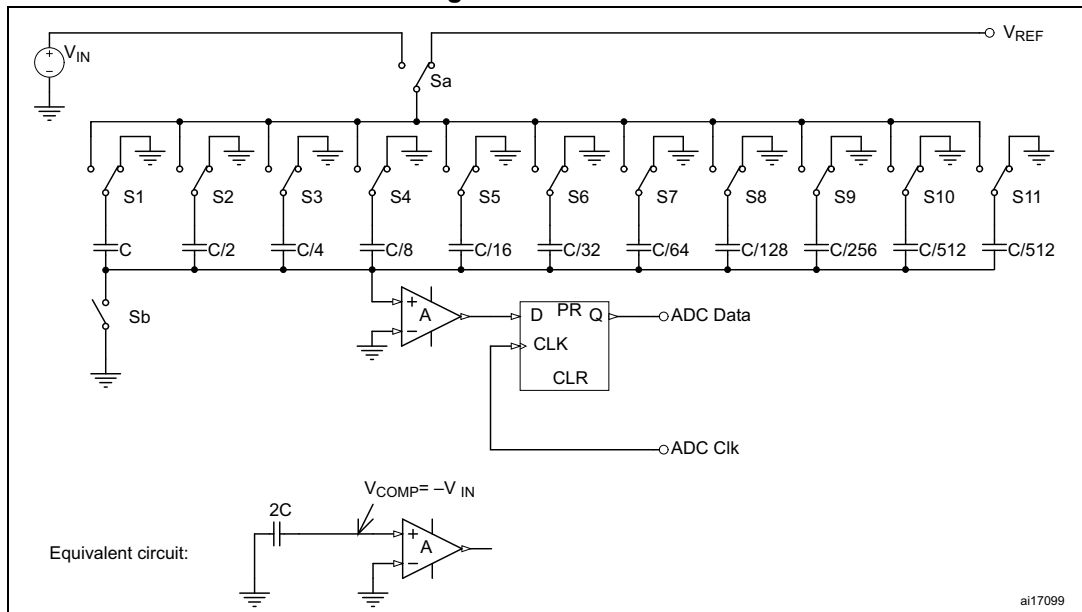 V_IN
V_REF
Sa
S1 S2 S3 S4 S5 S6 S7 S8 S9 S10 S11
C C/2 C/4 C/8 C/16 C/32 C/64 C/128 C/256 C/512 C/512
Sb
+
A
−
D PR Q
CLK
CLR
ADC Data
ADC Clk
V_COMP= –V_IN
2C
+
A
−
Equivalent circuit:
ai17099